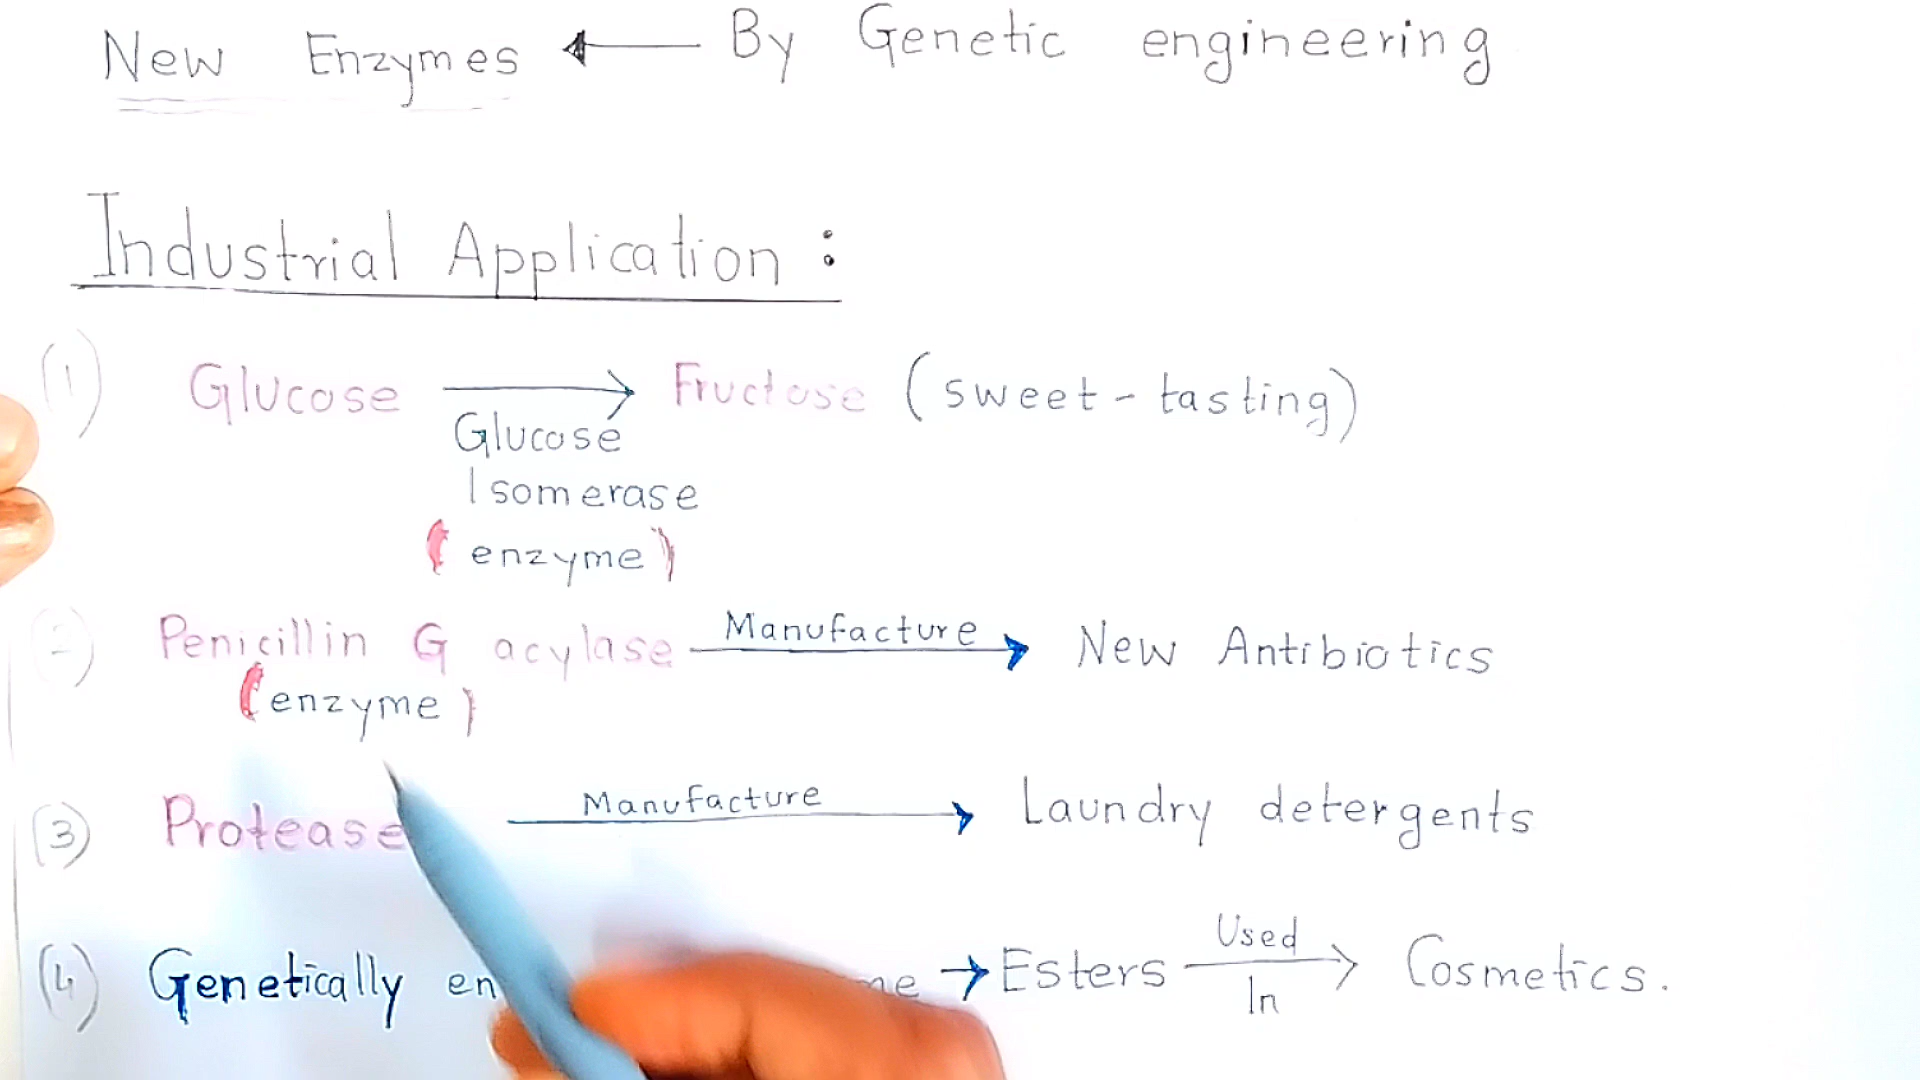 New Enzymes ← By Genetic engineering
Industrial Application :
(1) Glucose → Fructose (sweet-tasting)
Glucose
Isomerase
(enzyme)
(2) Penicillin G acylase Manufacture → New Antibiotics
(enzyme)
(3) Protease Manufacture → Laundry detergents
(4) Genetically → Esters Used In → Cosmetics.